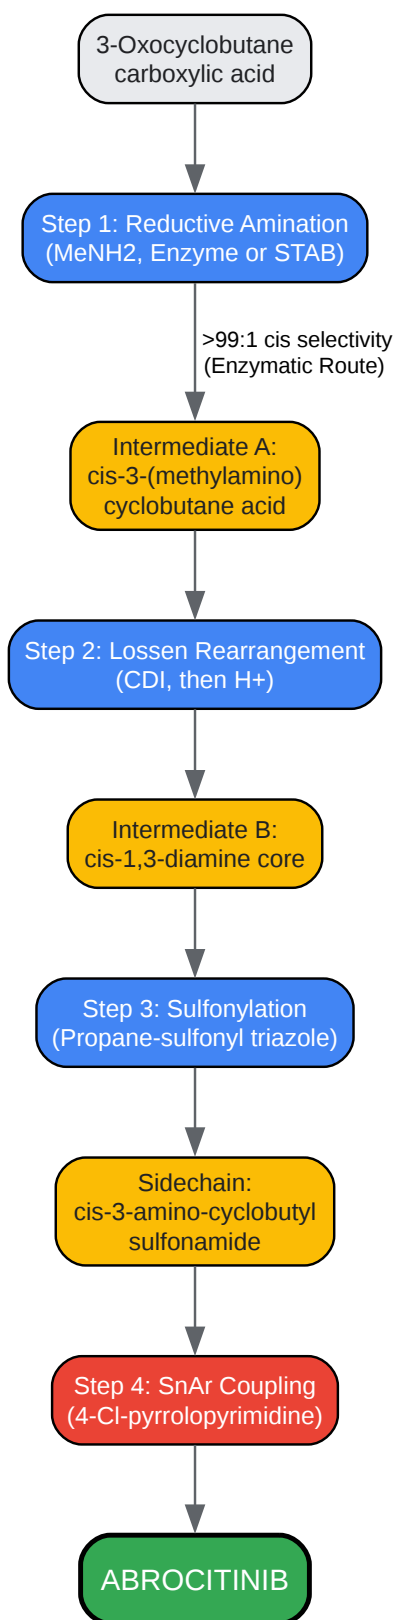 3-Oxocyclobutane
carboxylic acid
Step 1: Reductive Amination
(MeNH2, Enzyme or STAB)
>99:1 cis selectivity
(Enzymatic Route)
Intermediate A:
cis-3-(methylamino)
cyclobutane acid
Step 2: Lossen Rearrangement
(CDI, then H+)
Intermediate B:
cis-1,3-diamine core
Step 3: Sulfonylation
(Propane-sulfonyl triazole)
Sidechain:
cis-3-amino-cyclobutyl
sulfonamide
Step 4: SnAr Coupling
(4-Cl-pyrrolopyrimidine)
ABROCITINIB